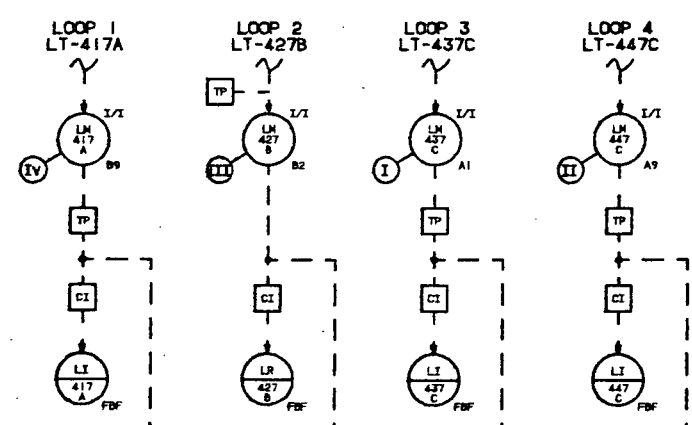 LOOP 1 LOOP 2 LOOP 3 LOOP 4
LT-417A LT-427B LT-437C LT-447C
TP
I/I I/I I/I I/I
LM LM LM LM
417 427 437 447
A B C C
IV III I II
B9 B2 A1 A9
TP TP TP
CI CI CI CI
LI LR LI LI
417 427 437 447
A B C C
FBF FBF FBF FBF